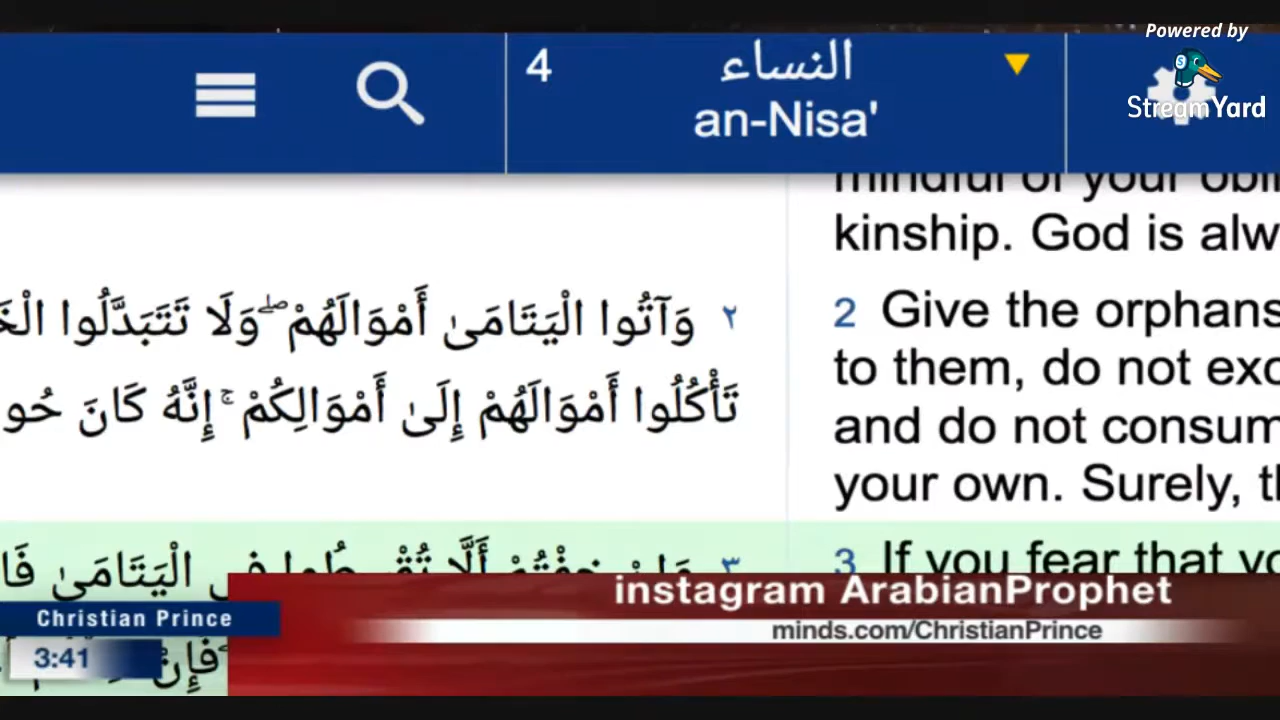 Powered by
StreamYard
4
النساء
an-Nisa'
kinship. God is alw
٢ وَآتُوا الْيَتَامَىٰ أَمْوَالَهُمْ ۖ وَلَا تَتَبَدَّلُوا الْخَ
تَأْكُلُوا أَمْوَالَهُمْ إِلَىٰ أَمْوَالِكُمْ ۚ إِنَّهُ كَانَ حُو
2 Give the orphans
to them, do not exc
and do not consum
your own. Surely, t
٣ الْيَتَامَىٰ فَا
3 If you fear that yo
instagram ArabianProphet
minds.com/ChristianPrince
Christian Prince
3:41